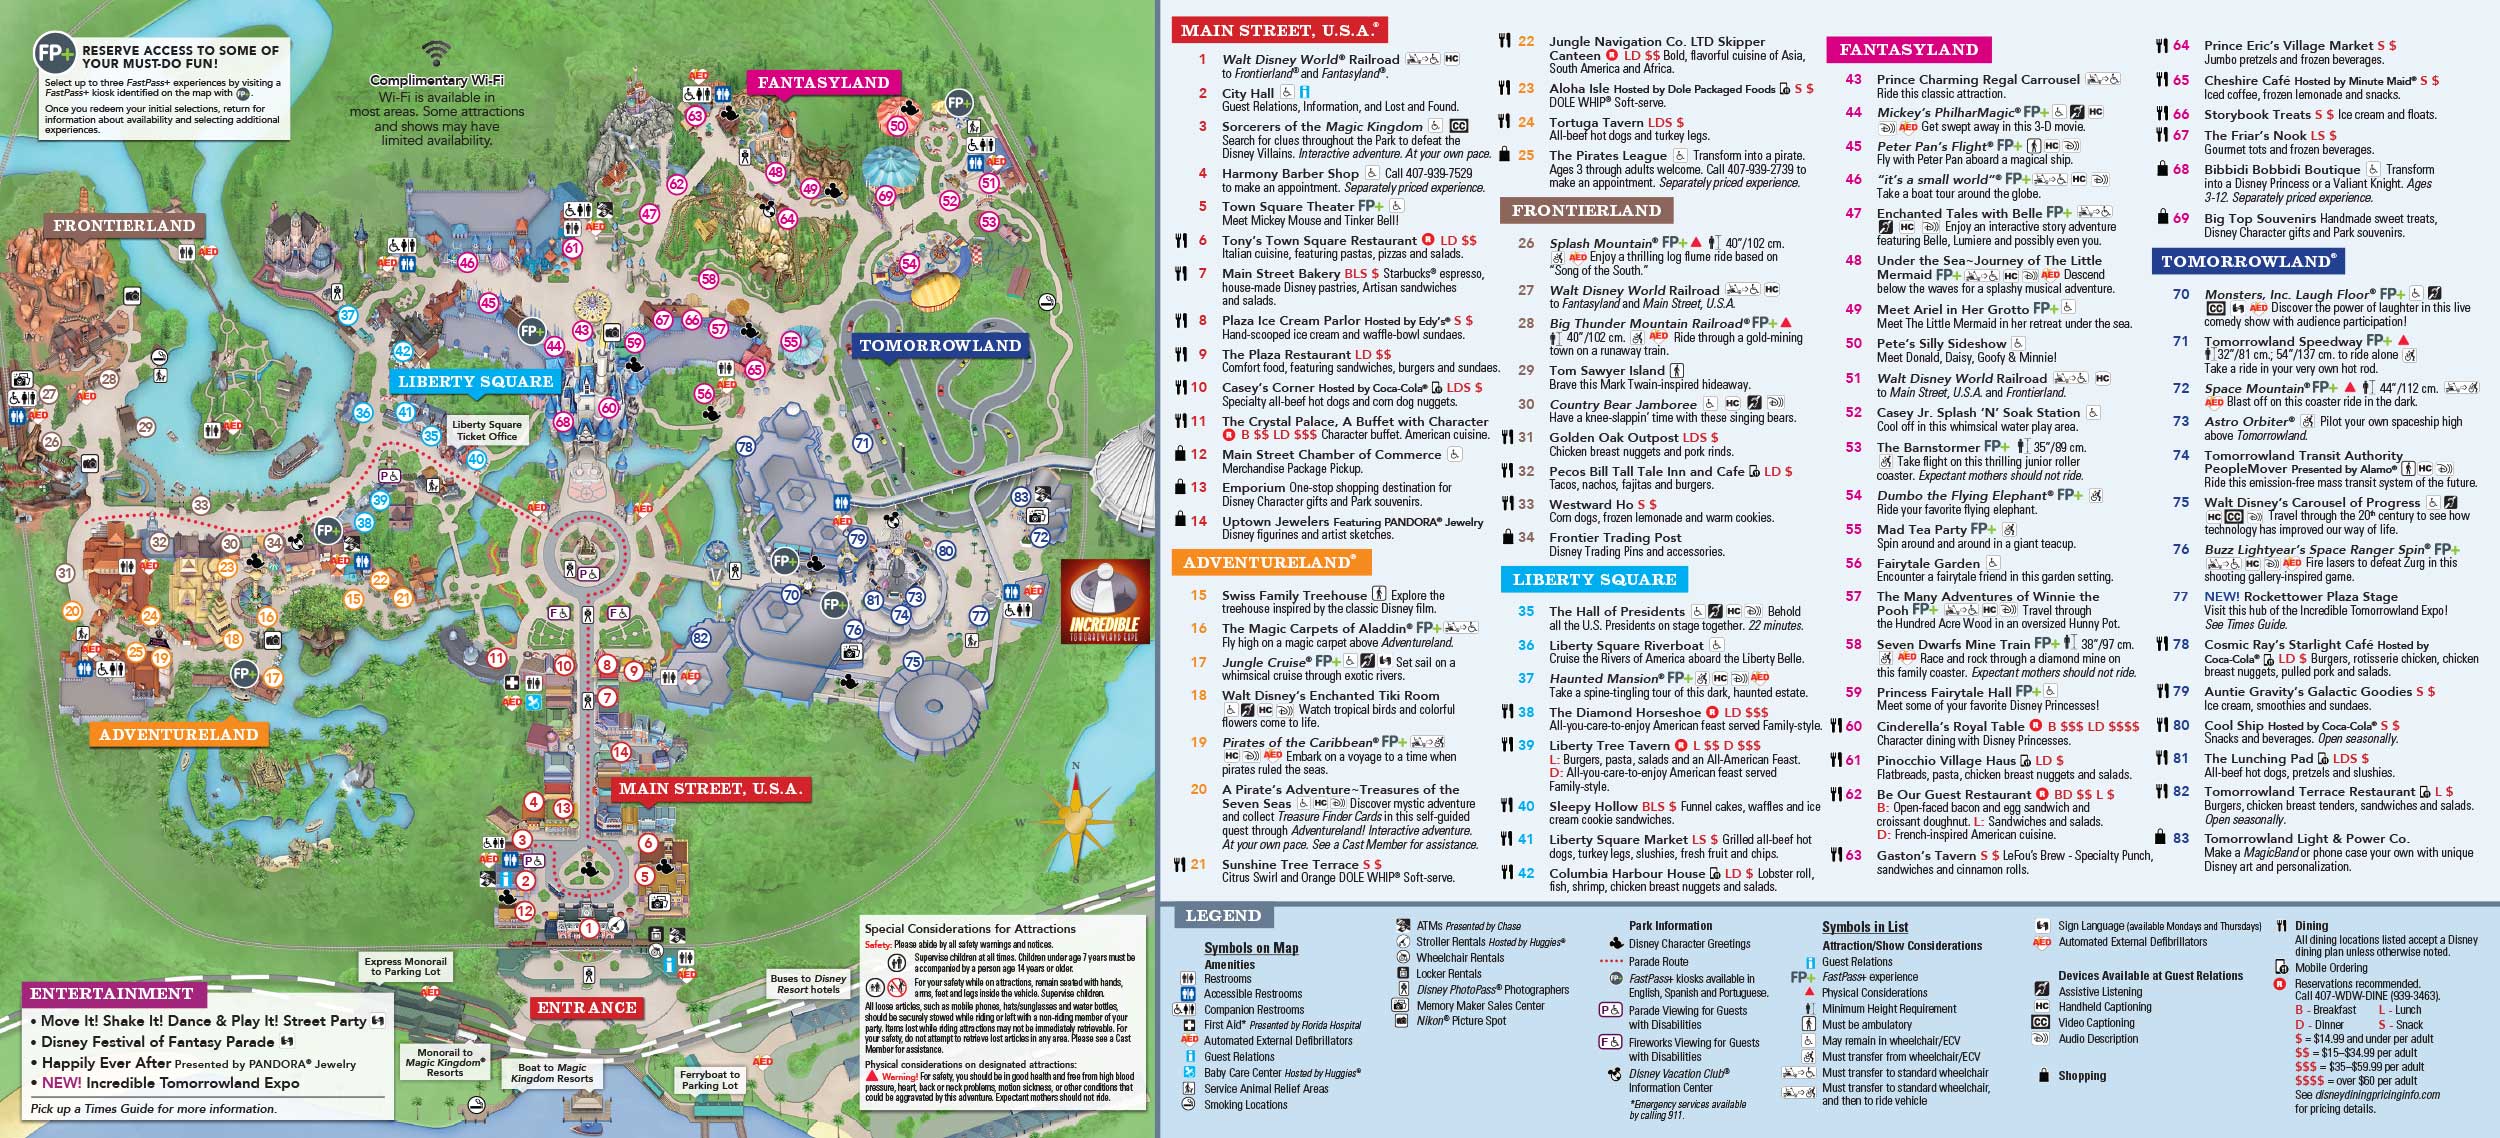 FP+
RESERVE ACCESS TO SOME OF
YOUR MUST-DO FUN!
Select up to three FastPass+ experiences by visiting a
FastPass+ kiosk identified on the map with FP+.
Once you redeem your initial selections, return for
information about availability and selecting additional
experiences.
Complimentary Wi-Fi
Wi-Fi is available in
most areas. Some attractions
and shows may have
limited availability.
FANTASYLAND
FRONTIERLAND
TOMORROWLAND
LIBERTY SQUARE
Liberty Square
Ticket Office
ADVENTURELAND
MAIN STREET, U.S.A.
INCREDIBLE
TOMORROWLAND EXPO
N
W
E
S
Express Monorail
to Parking Lot
Monorail to
Magic Kingdom®
Resorts
Boat to Magic
Kingdom Resorts
Ferryboat to
Parking Lot
Buses to Disney
Resort hotels
ENTRANCE
ENTERTAINMENT
• Move It! Shake It! Dance & Play It! Street Party
• Disney Festival of Fantasy Parade
• Happily Ever After Presented by PANDORA® Jewelry
• NEW! Incredible Tomorrowland Expo
Pick up a Times Guide for more information.
Special Considerations for Attractions
Safety: Please abide by all safety warnings and notices.
Supervise children at all times. Children under age 7 years must be
accompanied by a person age 14 years or older.
For your safety while on attractions, remain seated with hands,
arms, feet and legs inside the vehicle. Supervise children.
All loose articles, such as mobile phones, hats/sunglasses and water bottles,
should be securely stowed while riding or left with a non-riding member of your
party. Items lost while riding attractions may not be immediately retrievable. For
your safety, do not attempt to retrieve lost articles in any area. Please see a Cast
Member for assistance.
Physical considerations on designated attractions:
Warning! For safety, you should be in good health and free from high blood
pressure, heart, back or neck problems, motion sickness, or other conditions that
could be aggravated by this adventure. Expectant mothers should not ride.
MAIN STREET, U.S.A.®
1 Walt Disney World® Railroad HC
to Frontierland® and Fantasyland®.
2 City Hall
Guest Relations, Information, and Lost and Found.
3 Sorcerers of the Magic Kingdom CC
Search for clues throughout the Park to defeat the
Disney Villains. Interactive adventure. At your own pace.
4 Harmony Barber Shop Call 407-939-7529
to make an appointment. Separately priced experience.
5 Town Square Theater FP+
Meet Mickey Mouse and Tinker Bell!
6 Tony's Town Square Restaurant R LD $$
Italian cuisine, featuring pastas, pizzas and salads.
7 Main Street Bakery BLS $ Starbucks® espresso,
house-made Disney pastries, Artisan sandwiches
and salads.
8 Plaza Ice Cream Parlor Hosted by Edy's® S $
Hand-scooped ice cream and waffle-bowl sundaes.
9 The Plaza Restaurant LD $$
Comfort food, featuring sandwiches, burgers and sundaes.
10 Casey's Corner Hosted by Coca-Cola® LDS $
Specialty all-beef hot dogs and corn dog nuggets.
11 The Crystal Palace, A Buffet with Character
R B $$ LD $$$ Character buffet. American cuisine.
12 Main Street Chamber of Commerce
Merchandise Package Pickup.
13 Emporium One-stop shopping destination for
Disney Character gifts and Park souvenirs.
14 Uptown Jewelers Featuring PANDORA® Jewelry
Disney figurines and artist sketches.
ADVENTURELAND®
15 Swiss Family Treehouse Explore the
treehouse inspired by the classic Disney film.
16 The Magic Carpets of Aladdin® FP+
Fly high on a magic carpet above Adventureland.
17 Jungle Cruise® FP+ Set sail on a
whimsical cruise through exotic rivers.
18 Walt Disney's Enchanted Tiki Room
HC Watch tropical birds and colorful
flowers come to life.
19 Pirates of the Caribbean® FP+
HC AED Embark on a voyage to a time when
pirates ruled the seas.
20 A Pirate's Adventure~Treasures of the
Seven Seas HC Discover mystic adventure
and collect Treasure Finder Cards in this self-guided
quest through Adventureland! Interactive adventure.
At your own pace. See a Cast Member for assistance.
21 Sunshine Tree Terrace S $
Citrus Swirl and Orange DOLE WHIP® Soft-serve.
22 Jungle Navigation Co. LTD Skipper
Canteen R LD $$ Bold, flavorful cuisine of Asia,
South America and Africa.
23 Aloha Isle Hosted by Dole Packaged Foods S $
DOLE WHIP® Soft-serve.
24 Tortuga Tavern LDS $
All-beef hot dogs and turkey legs.
25 The Pirates League Transform into a pirate.
Ages 3 through adults welcome. Call 407-939-2739 to
make an appointment. Separately priced experience.
FRONTIERLAND
26 Splash Mountain® FP+ 40"/102 cm.
AED Enjoy a thrilling log flume ride based on
"Song of the South."
27 Walt Disney World Railroad HC
to Fantasyland and Main Street, U.S.A.
28 Big Thunder Mountain Railroad® FP+
40"/102 cm. AED Ride through a gold-mining
town on a runaway train.
29 Tom Sawyer Island
Brave this Mark Twain-inspired hideaway.
30 Country Bear Jamboree HC
Have a knee-slappin' time with these singing bears.
31 Golden Oak Outpost LDS $
Chicken breast nuggets and pork rinds.
32 Pecos Bill Tall Tale Inn and Cafe LD $
Tacos, nachos, fajitas and burgers.
33 Westward Ho S $
Corn dogs, frozen lemonade and warm cookies.
34 Frontier Trading Post
Disney Trading Pins and accessories.
LIBERTY SQUARE
35 The Hall of Presidents HC Behold
all the U.S. Presidents on stage together. 22 minutes.
36 Liberty Square Riverboat
Cruise the Rivers of America aboard the Liberty Belle.
37 Haunted Mansion® FP+ HC AED
Take a spine-tingling tour of this dark, haunted estate.
38 The Diamond Horseshoe R LD $$$
All-you-care-to-enjoy American feast served Family-style.
39 Liberty Tree Tavern R L $$ D $$$
L: Burgers, pasta, salads and an All-American Feast.
D: All-you-care-to-enjoy American feast served
Family-style.
40 Sleepy Hollow BLS $ Funnel cakes, waffles and ice
cream cookie sandwiches.
41 Liberty Square Market LS $ Grilled all-beef hot
dogs, turkey legs, slushies, fresh fruit and chips.
42 Columbia Harbour House LD $ Lobster roll,
fish, shrimp, chicken breast nuggets and salads.
FANTASYLAND
43 Prince Charming Regal Carrousel
Ride this classic attraction.
44 Mickey's PhilharMagic® FP+ HC
AED Get swept away in this 3-D movie.
45 Peter Pan's Flight® FP+ HC
Fly with Peter Pan aboard a magical ship.
46 "it's a small world"® FP+ HC
Take a boat tour around the globe.
47 Enchanted Tales with Belle FP+
HC Enjoy an interactive story adventure
featuring Belle, Lumiere and possibly even you.
48 Under the Sea~Journey of The Little
Mermaid FP+ HC AED Descend
below the waves for a splashy musical adventure.
49 Meet Ariel in Her Grotto FP+
Meet The Little Mermaid in her retreat under the sea.
50 Pete's Silly Sideshow
Meet Donald, Daisy, Goofy & Minnie!
51 Walt Disney World Railroad HC
to Main Street, U.S.A. and Frontierland.
52 Casey Jr. Splash 'N' Soak Station
Cool off in this whimsical water play area.
53 The Barnstormer FP+ 35"/89 cm.
Take flight on this thrilling junior roller
coaster. Expectant mothers should not ride.
54 Dumbo the Flying Elephant® FP+
Ride your favorite flying elephant.
55 Mad Tea Party FP+
Spin around and around in a giant teacup.
56 Fairytale Garden
Encounter a fairytale friend in this garden setting.
57 The Many Adventures of Winnie the
Pooh FP+ HC Travel through
the Hundred Acre Wood in an oversized Hunny Pot.
58 Seven Dwarfs Mine Train FP+ 38"/97 cm.
AED Race and rock through a diamond mine on
this family coaster. Expectant mothers should not ride.
59 Princess Fairytale Hall FP+
Meet some of your favorite Disney Princesses!
60 Cinderella's Royal Table R B $$$ LD $$$$
Character dining with Disney Princesses.
61 Pinocchio Village Haus LD $
Flatbreads, pasta, chicken breast nuggets and salads.
62 Be Our Guest Restaurant R BD $$ L $
B: Open-faced bacon and egg sandwich and
croissant doughnut. L: Sandwiches and salads.
D: French-inspired American cuisine.
63 Gaston's Tavern S $ LeFou's Brew - Specialty Punch,
sandwiches and cinnamon rolls.
64 Prince Eric's Village Market S $
Jumbo pretzels and frozen beverages.
65 Cheshire Café Hosted by Minute Maid® S $
Iced coffee, frozen lemonade and snacks.
66 Storybook Treats S $ Ice cream and floats.
67 The Friar's Nook LS $
Gourmet tots and frozen beverages.
68 Bibbidi Bobbidi Boutique Transform
into a Disney Princess or a Valiant Knight. Ages
3-12. Separately priced experience.
69 Big Top Souvenirs Handmade sweet treats,
Disney Character gifts and Park souvenirs.
TOMORROWLAND®
70 Monsters, Inc. Laugh Floor® FP+
CC AED Discover the power of laughter in this live
comedy show with audience participation!
71 Tomorrowland Speedway FP+
32"/81 cm.; 54"/137 cm. to ride alone
Take a ride in your very own hot rod.
72 Space Mountain® FP+ 44"/112 cm.
AED Blast off on this coaster ride in the dark.
73 Astro Orbiter® Pilot your own spaceship high
above Tomorrowland.
74 Tomorrowland Transit Authority
PeopleMover Presented by Alamo® HC
Ride this emission-free mass transit system of the future.
75 Walt Disney's Carousel of Progress
HC CC Travel through the 20th century to see how
technology has improved our way of life.
76 Buzz Lightyear's Space Ranger Spin® FP+
HC AED Fire lasers to defeat Zurg in this
shooting gallery-inspired game.
77 NEW! Rockettower Plaza Stage
Visit this hub of the Incredible Tomorrowland Expo!
See Times Guide.
78 Cosmic Ray's Starlight Café Hosted by
Coca-Cola® LD $ Burgers, rotisserie chicken, chicken
breast nuggets, pulled pork and salads.
79 Auntie Gravity's Galactic Goodies S $
Ice cream, smoothies and sundaes.
80 Cool Ship Hosted by Coca-Cola® S $
Snacks and beverages. Open seasonally.
81 The Lunching Pad LDS $
All-beef hot dogs, pretzels and slushies.
82 Tomorrowland Terrace Restaurant L $
Burgers, chicken breast tenders, sandwiches and salads.
Open seasonally.
83 Tomorrowland Light & Power Co.
Make a MagicBand or phone case your own with unique
Disney art and personalization.
LEGEND
Symbols on Map
Amenities
Restrooms
Accessible Restrooms
Companion Restrooms
First Aid* Presented by Florida Hospital
AED Automated External Defibrillators
Guest Relations
Baby Care Center Hosted by Huggies®
Service Animal Relief Areas
Smoking Locations
ATMs Presented by Chase
Stroller Rentals Hosted by Huggies®
Wheelchair Rentals
Locker Rentals
Disney PhotoPass® Photographers
Memory Maker Sales Center
Nikon® Picture Spot
Park Information
Disney Character Greetings
Parade Route
FP+ FastPass+ kiosks available in
English, Spanish and Portuguese.
P Parade Viewing for Guests
with Disabilities
F Fireworks Viewing for Guests
with Disabilities
Disney Vacation Club®
Information Center
*Emergency services available
by calling 911.
Symbols in List
Attraction/Show Considerations
Guest Relations
FP+ FastPass+ experience
Physical Considerations
Minimum Height Requirement
Must be ambulatory
May remain in wheelchair/ECV
Must transfer from wheelchair/ECV
Must transfer to standard wheelchair
Must transfer to standard wheelchair,
and then to ride vehicle
Sign Language (available Mondays and Thursdays)
AED Automated External Defibrillators
Devices Available at Guest Relations
Assistive Listening
HC Handheld Captioning
CC Video Captioning
D Audio Description
Shopping
Dining
All dining locations listed accept a Disney
dining plan unless otherwise noted.
Mobile Ordering
R Reservations recommended.
Call 407-WDW-DINE (939-3463).
B - Breakfast L - Lunch
D - Dinner S - Snack
$ = $14.99 and under per adult
$$ = $15–$34.99 per adult
$$$ = $35–$59.99 per adult
$$$$ = over $60 per adult
See disneydiningpricinginfo.com
for pricing details.